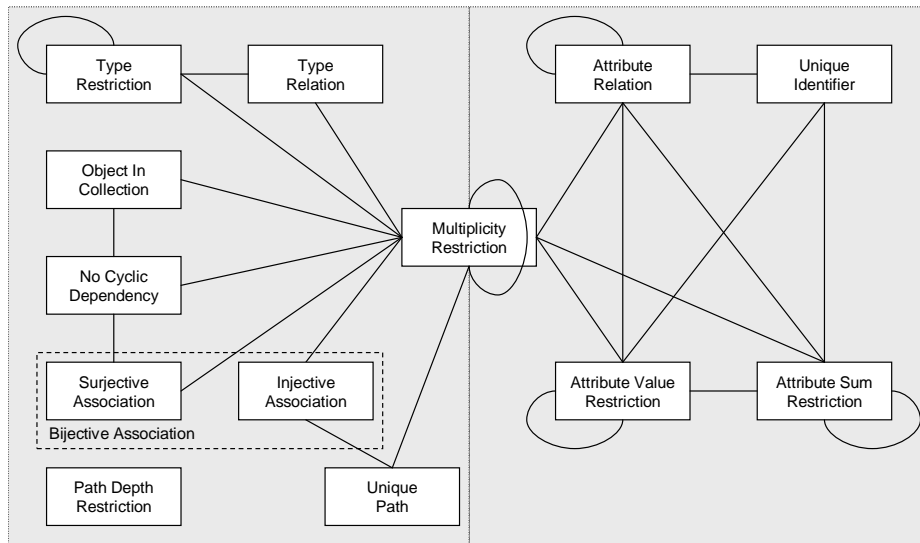 Type
Restriction
Type
Relation
Attribute
Relation
Unique
Identifier
Object In
Collection
Multiplicity
Restriction
No Cyclic
Dependency
Surjective
Association
Injective
Association
Bijective Association
Attribute Value
Restriction
Attribute Sum
Restriction
Path Depth
Restriction
Unique
Path